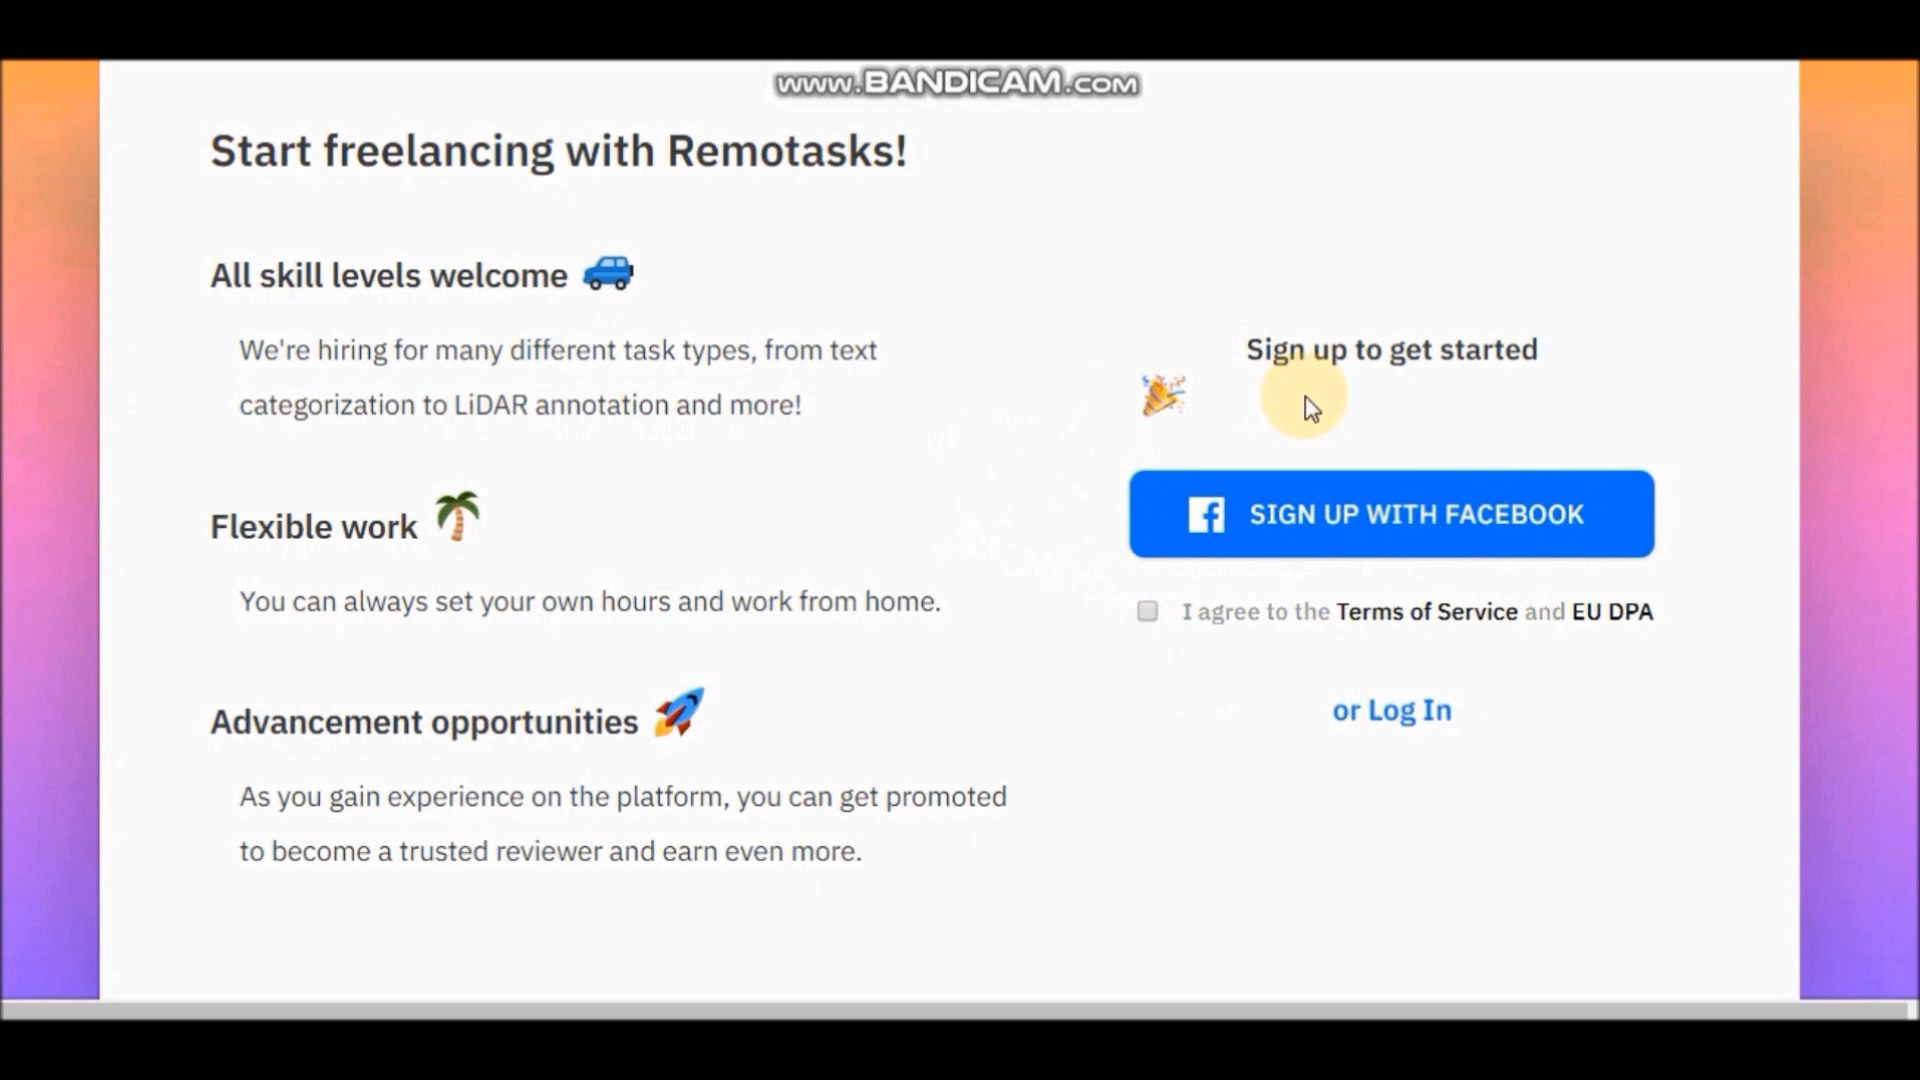 www.BANDICAM.com
Start freelancing with Remotasks!
All skill levels welcome
We're hiring for many different task types, from text
categorization to LiDAR annotation and more!
Flexible work
You can always set your own hours and work from home.
Advancement opportunities
As you gain experience on the platform, you can get promoted
to become a trusted reviewer and earn even more.
Sign up to get started
SIGN UP WITH FACEBOOK
I agree to the Terms of Service and EU DPA
or Log In